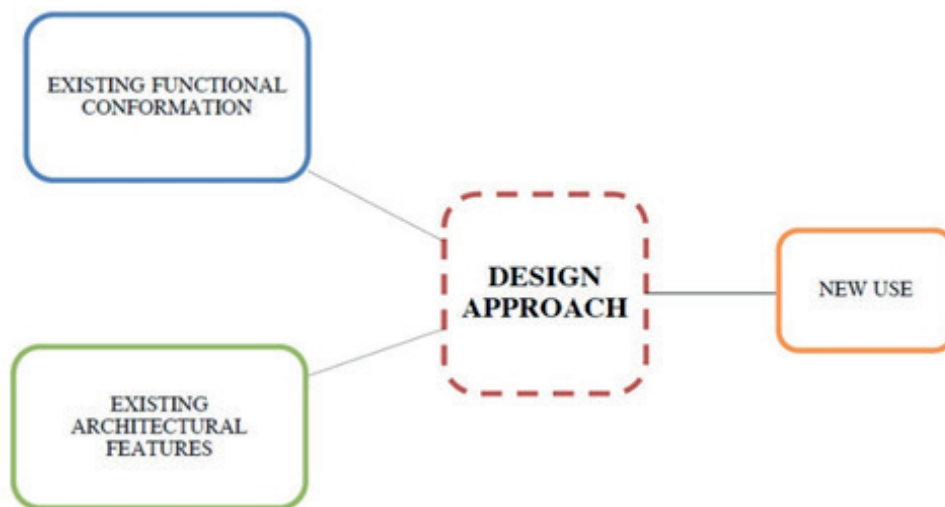 EXISTING FUNCTIONAL
CONFORMATION
DESIGN
APPROACH
NEW USE
EXISTING
ARCHITECTURAL
FEATURES